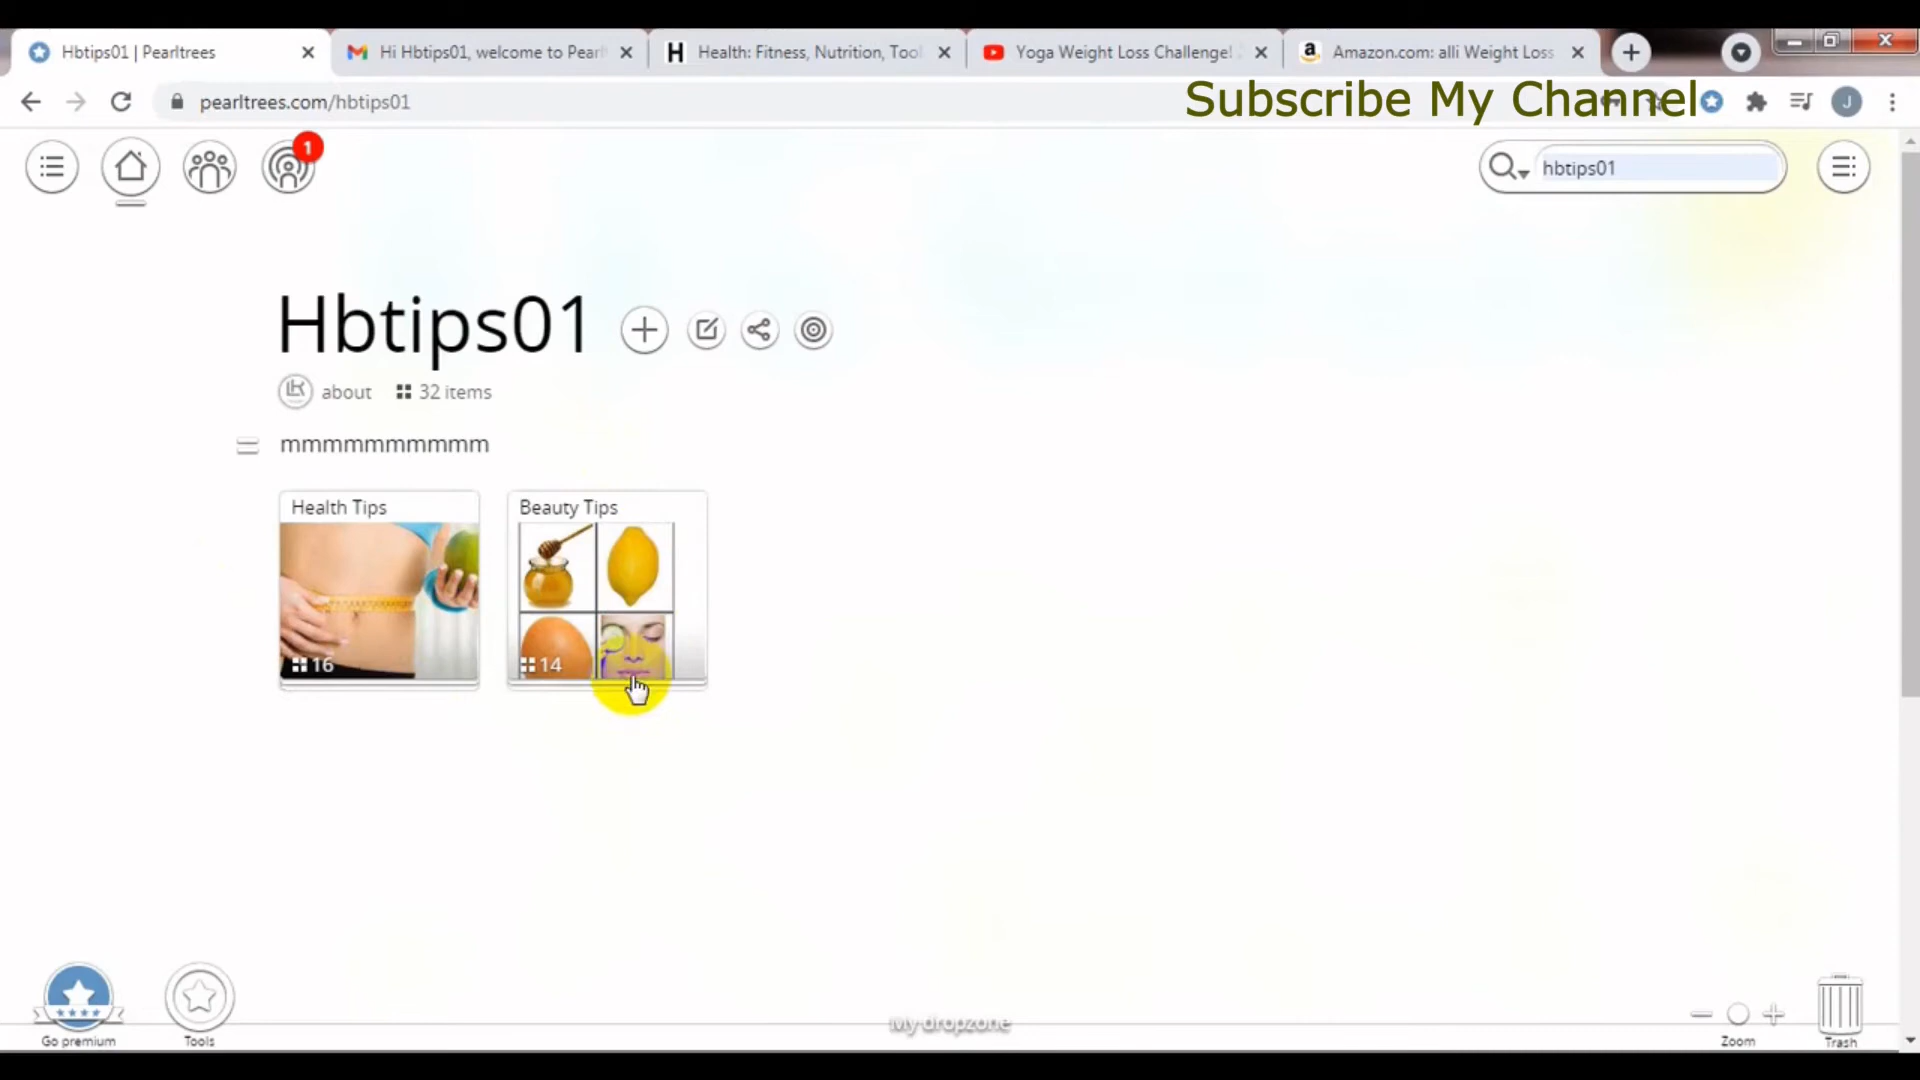 Hbtips01 | Pearltrees
Hi Hbtips01, welcome to Pearl
Health: Fitness, Nutrition, Tool
Yoga Weight Loss Challenge!
Amazon.com: alli Weight Loss
pearltrees.com/hbtips01
Subscribe My Channel
J
1
hbtips01
Hbtips01
about
32 items
mmmmmmmmmm
Health Tips
Beauty Tips
16
14
My dropzone
Go premium
Tools
Zoom
Trash